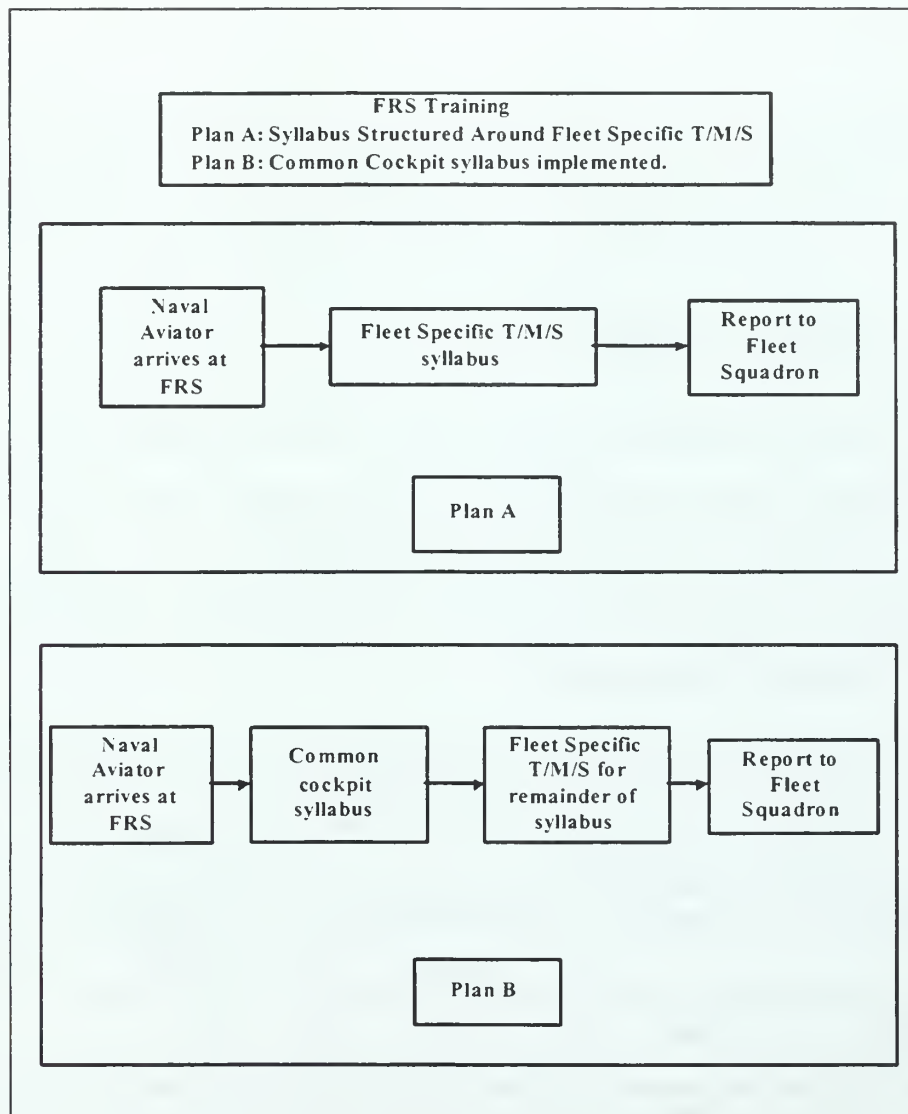 FRS Training
Plan A: Syllabus Structured Around Fleet Specific T/M/S
Plan B: Common Cockpit syllabus implemented.
Naval
Aviator
arrives at
FRS
Fleet Specific T/M/S
syllabus
Report to
Fleet
Squadron
Plan A
Naval
Aviator
arrives at
FRS
Common
cockpit
syllabus
Fleet Specific
T/M/S for
remainder of
syllabus
Report to
Fleet
Squadron
Plan B